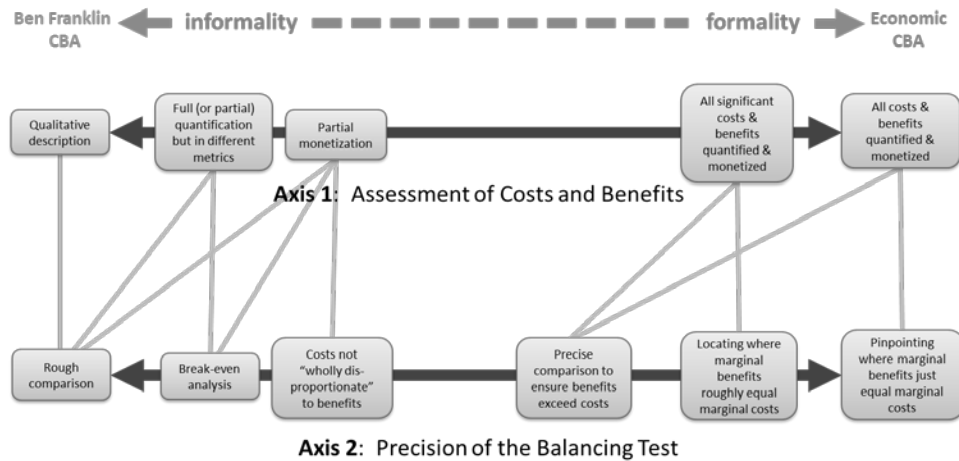 Ben Franklin
CBA
informality
formality
Economic
CBA
Qualitative
description
Full (or partial)
quantification
but in different
metrics
Partial
monetization
All significant
costs &
benefits
quantified &
monetized
All costs &
benefits
quantified &
monetized
Axis 1: Assessment of Costs and Benefits
Rough
comparison
Break-even
analysis
Costs not
"wholly dis-
proportionate"
to benefits
Precise
comparison to
ensure benefits
exceed costs
Locating where
marginal
benefits
roughly equal
marginal costs
Pinpointing
where marginal
benefits just
equal marginal
costs
Axis 2: Precision of the Balancing Test